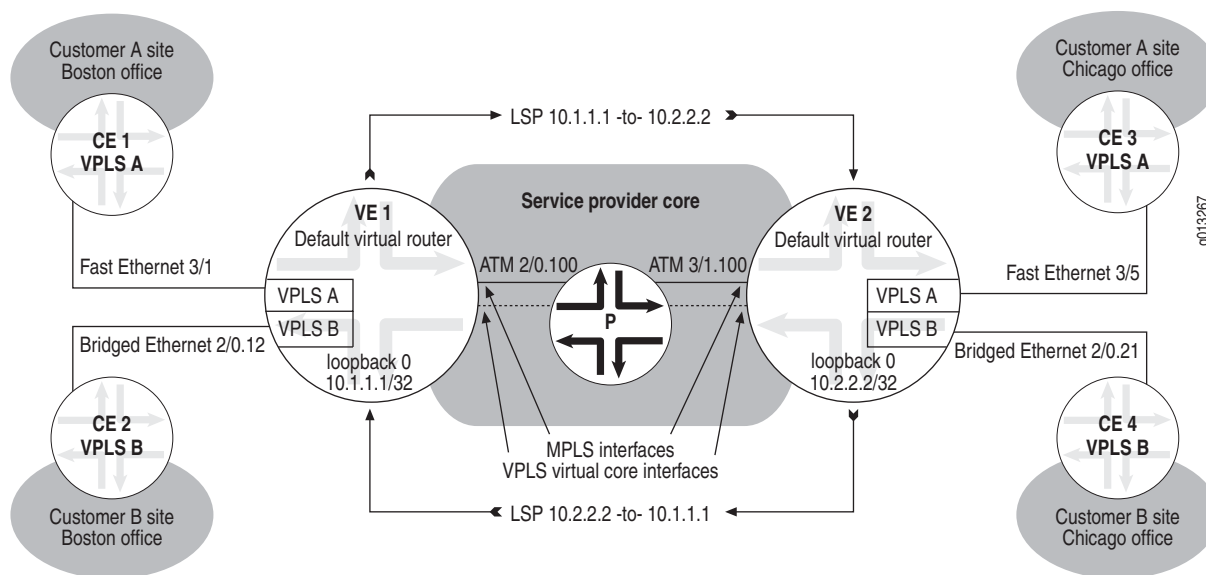 Customer A site
Boston office
CE 1
VPLS A
Customer A site
Chicago office
CE 3
VPLS A
LSP 10.1.1.1 -to- 10.2.2.2
Service provider core
VE 1
Default virtual router
VE 2
Default virtual router
Fast Ethernet 3/1
ATM 2/0.100
ATM 3/1.100
Fast Ethernet 3/5
VPLS A
VPLS B
P
VPLS A
VPLS B
Bridged Ethernet 2/0.12
loopback 0
10.1.1.1/32
loopback 0
10.2.2.2/32
Bridged Ethernet 2/0.21
CE 2
VPLS B
Customer B site
Boston office
MPLS interfaces
VPLS virtual core interfaces
CE 4
VPLS B
Customer B site
Chicago office
LSP 10.2.2.2 -to- 10.1.1.1
g013267